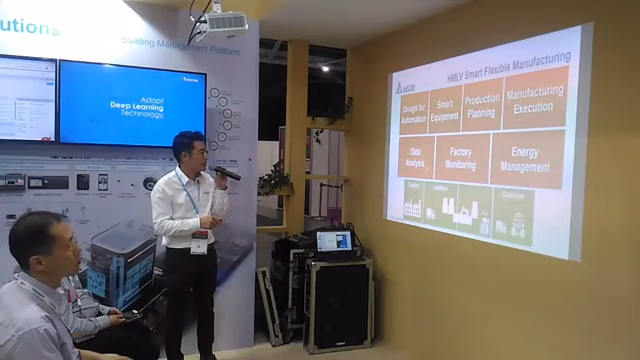 utions
Building Management Platform
Adopt
Deep Learning
Technology
DELTA
HMLV Smart Flexible Manufacturing
Design for
Automation
Smart
Equipment
Production
Planning
Manufacturing
Execution
Data
Analysis
Factory
Monitoring
Energy
Management